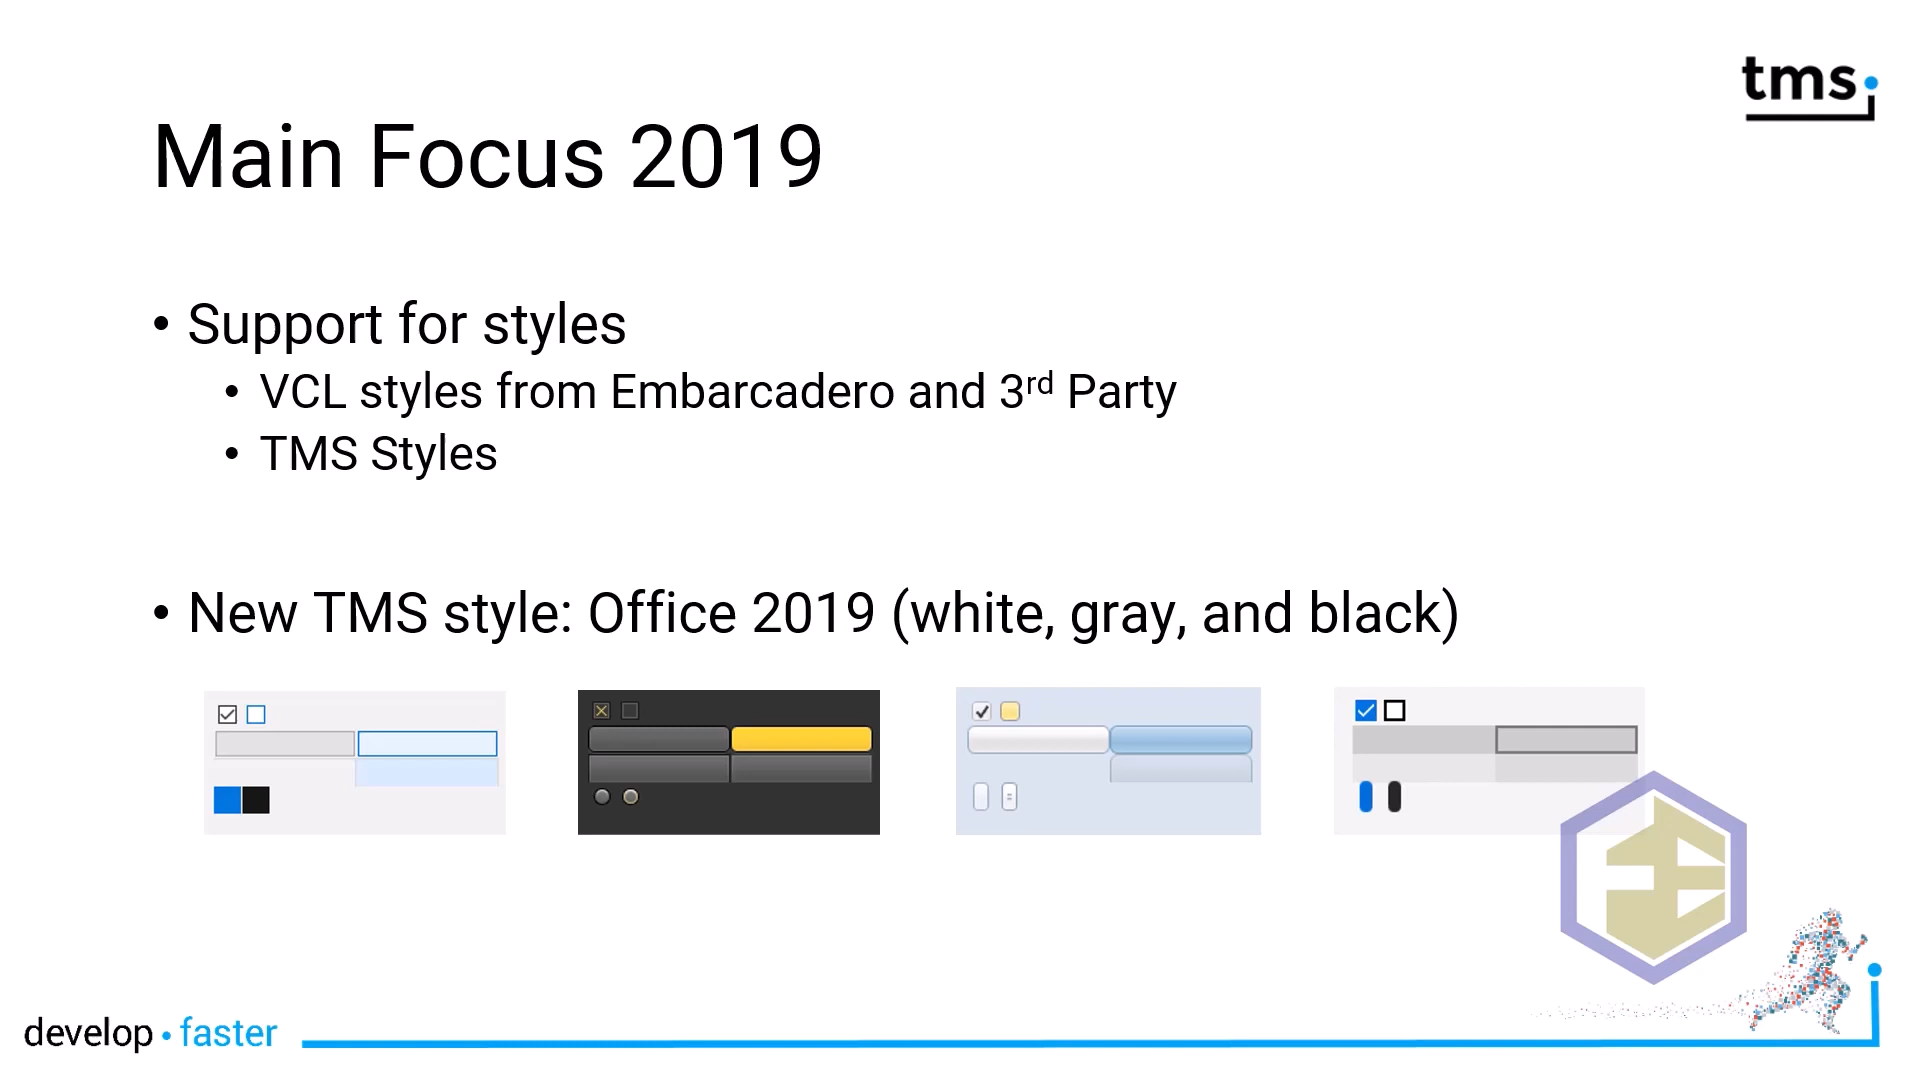 tms
Main Focus 2019
• Support for styles
• VCL styles from Embarcadero and 3rd Party
• TMS Styles
• New TMS style: Office 2019 (white, gray, and black)
develop • faster